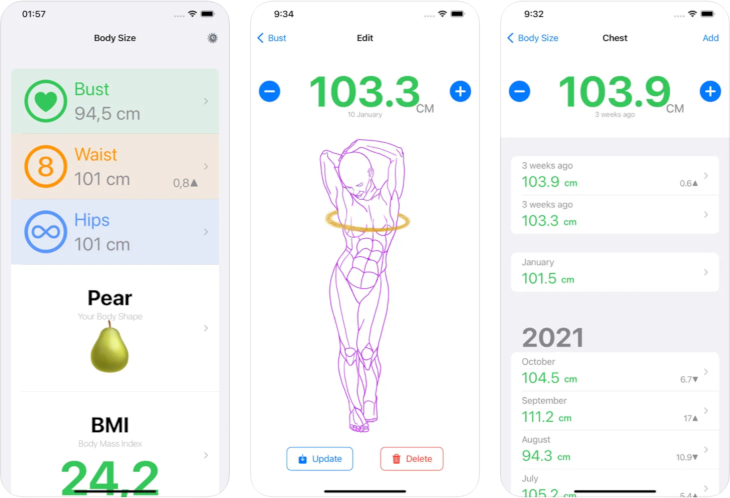 01:57
Body Size
Bust
94,5 cm
8
Waist
101 cm
0,8▲
Hips
101 cm
Pear
Your Body Shape
BMI
Body Mass Index
24,2
9:34
Bust
Edit
103.3 CM
10 January
Update
Delete
9:32
Body Size
Chest
Add
103.9 CM
3 weeks ago
3 weeks ago
103.9 cm
0.6▲
3 weeks ago
103.3 cm
January
101.5 cm
2021
October
104.5 cm
6.7▼
September
111.2 cm
17▲
August
94.3 cm
10.9▼
July
105.2 cm
5.4▲